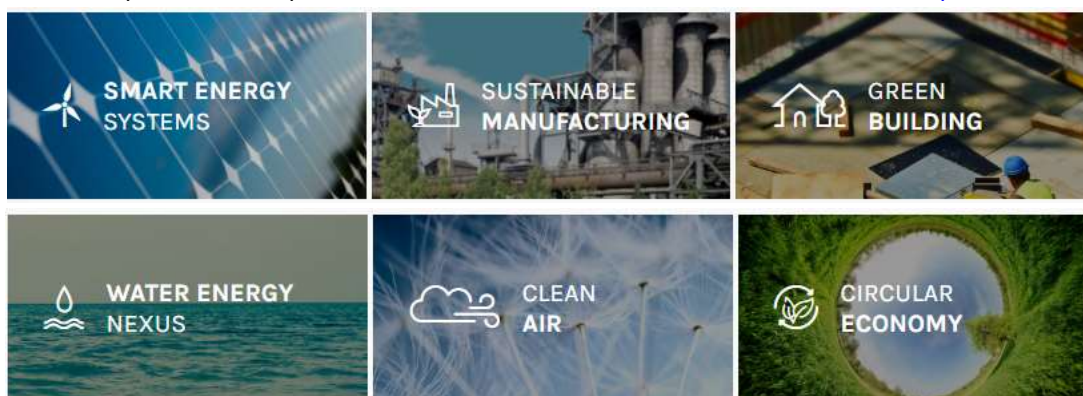 SMART ENERGY
SYSTEMS
SUSTAINABLE
MANUFACTURING
GREEN
BUILDING
WATER ENERGY
NEXUS
CLEAN
AIR
CIRCULAR
ECONOMY